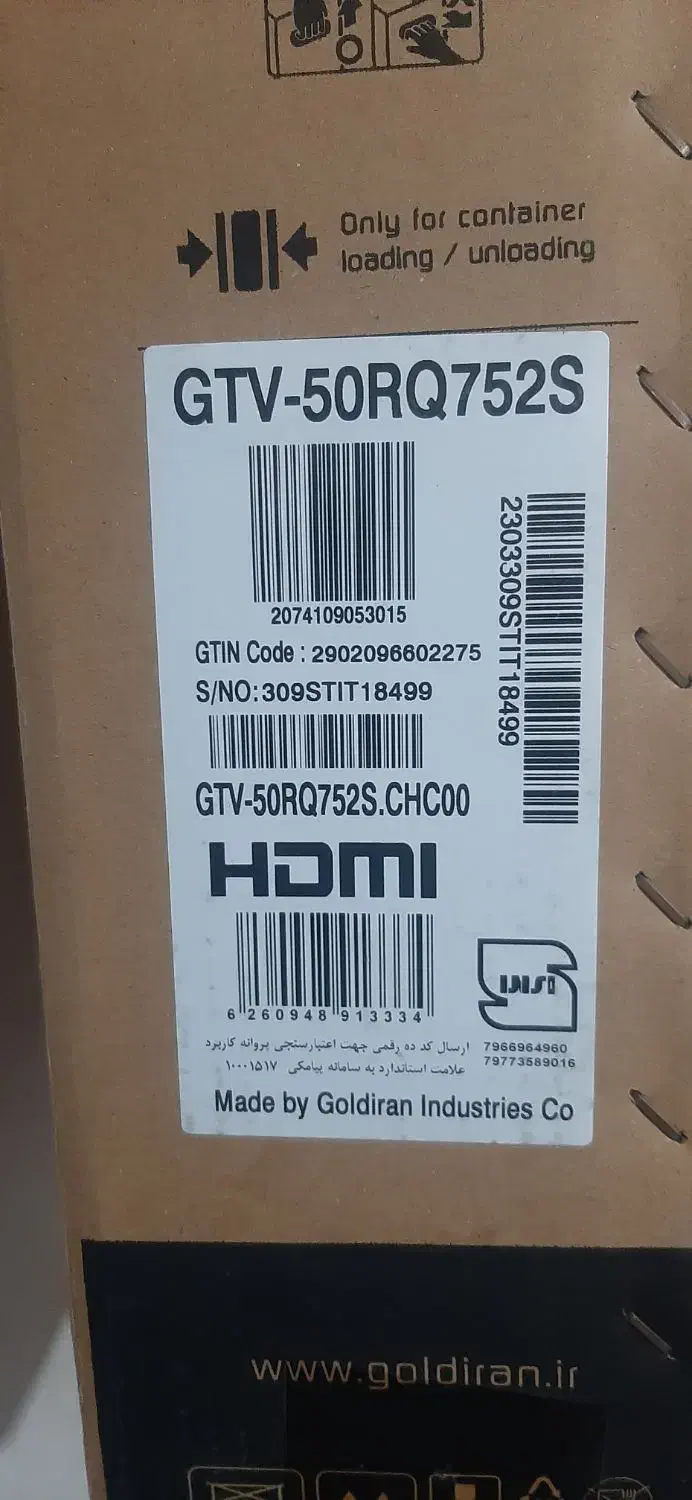 Only for container
loading / unloading
GTV-50RQ752S
2074109053015
2303309STIT18499
GTIN Code : 2902096602275
S/NO:309STIT18499
GTV-50RQ752S.CHC00
HDMI
6 260948 913334
ISIRI
ارسال کد ده رقمی جهت اعتبارسنجی پروانه کاربرد
علامت استاندارد به سامانه پیامکی ۱۰۰۰۱۵۱۷
7966964960
79773589016
Made by Goldiran Industries Co
www.goldiran.ir